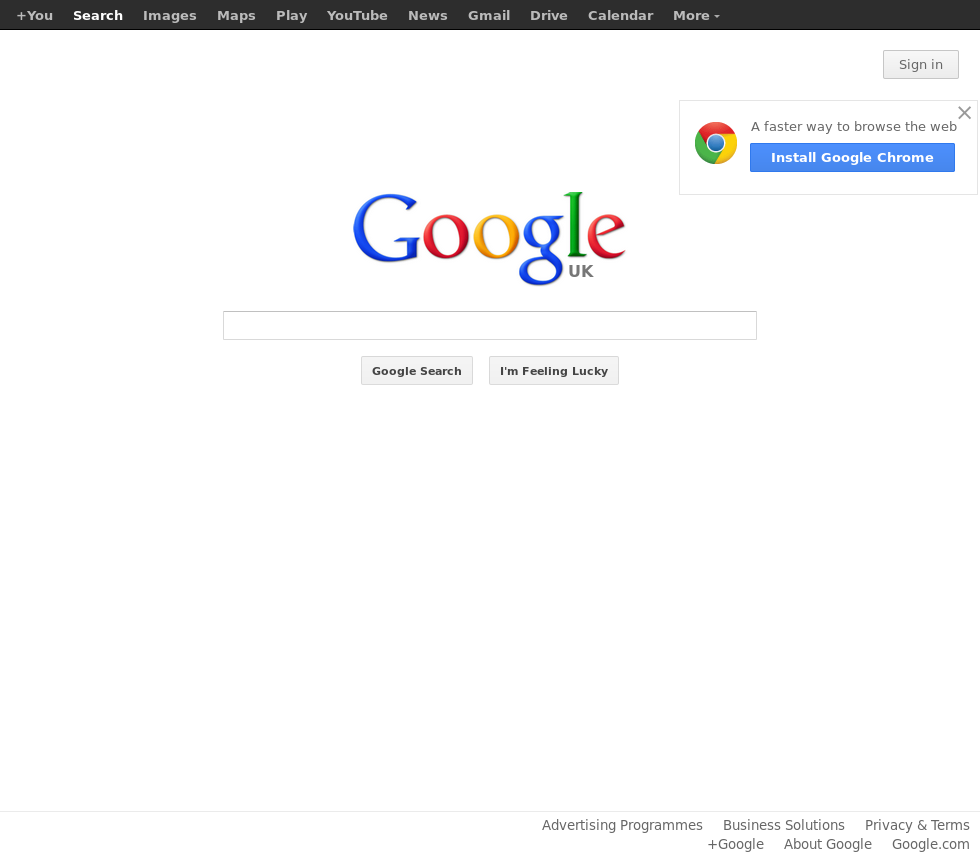 +You Search Images Maps Play YouTube News Gmail Drive Calendar More
Sign in
A faster way to browse the web
Install Google Chrome
Google
UK
Google Search I'm Feeling Lucky
Advertising Programmes Business Solutions Privacy & Terms
+Google About Google Google.com